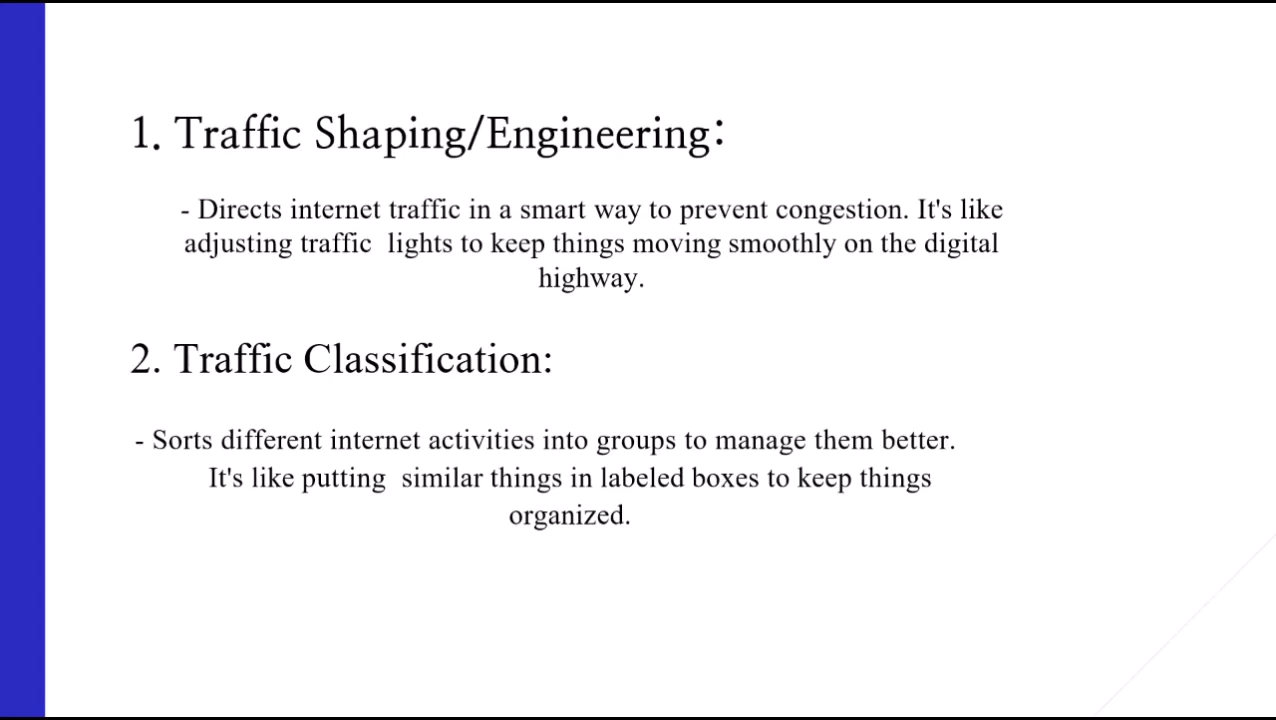 1. Traffic Shaping/Engineering:
- Directs internet traffic in a smart way to prevent congestion. It's like
adjusting traffic  lights to keep things moving smoothly on the digital
highway.
2. Traffic Classification:
- Sorts different internet activities into groups to manage them better.
It's like putting  similar things in labeled boxes to keep things
organized.